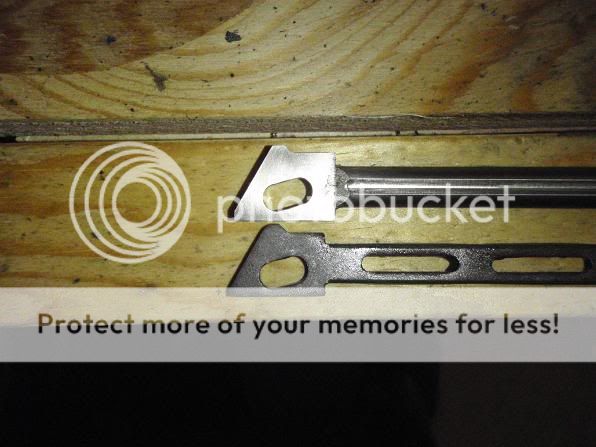 photobucket
Protect more of your memories for less!